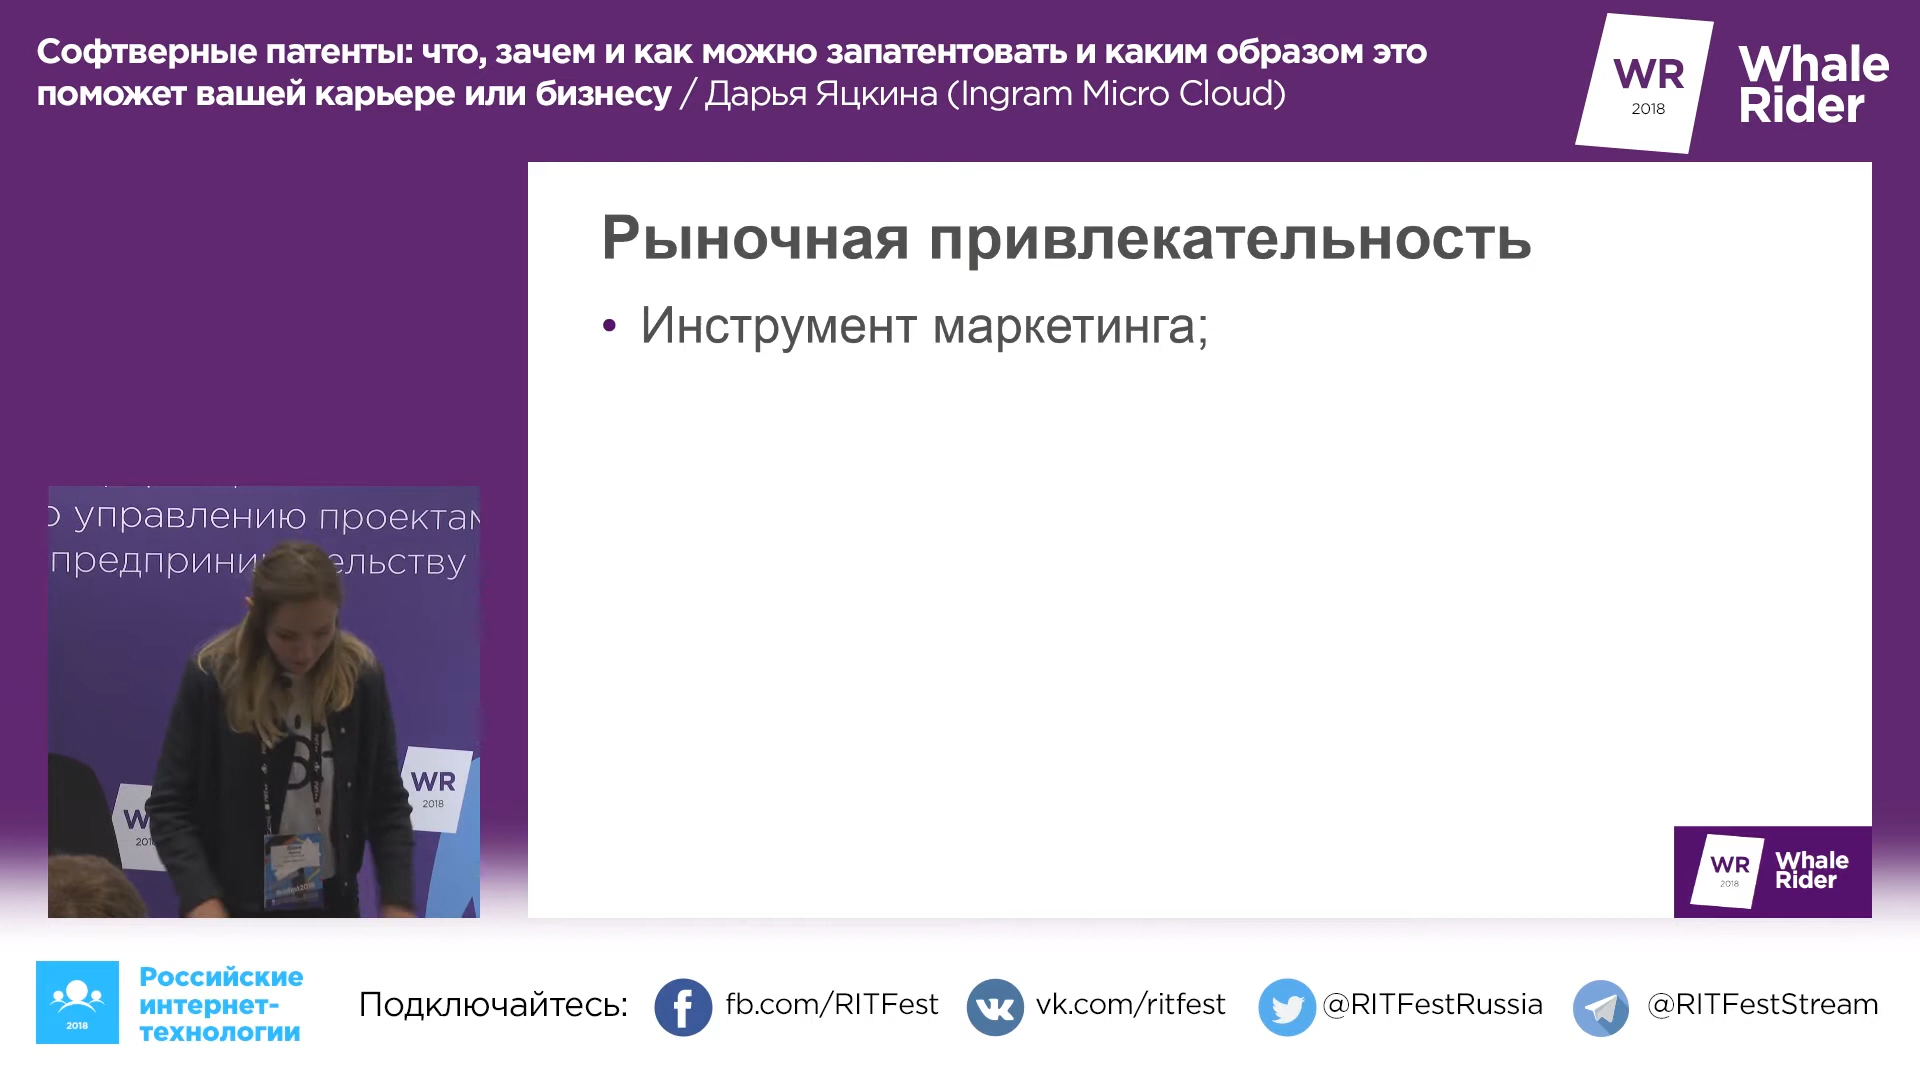 Софтверные патенты: что, зачем и как можно запатентовать и каким образом это
поможет вашей карьере или бизнесу / Дарья Яцкина (Ingram Micro Cloud)
WR
2018
Whale
Rider
Рыночная привлекательность
• Инструмент маркетинга;
о управлению проектам
WR
2018
WR
2018
Whale
Rider
2018
Российские
интернет-
технологии
Подключайтесь:
fb.com/RITFest
vk.com/ritfest
@RITFestRussia
@RITFestStream